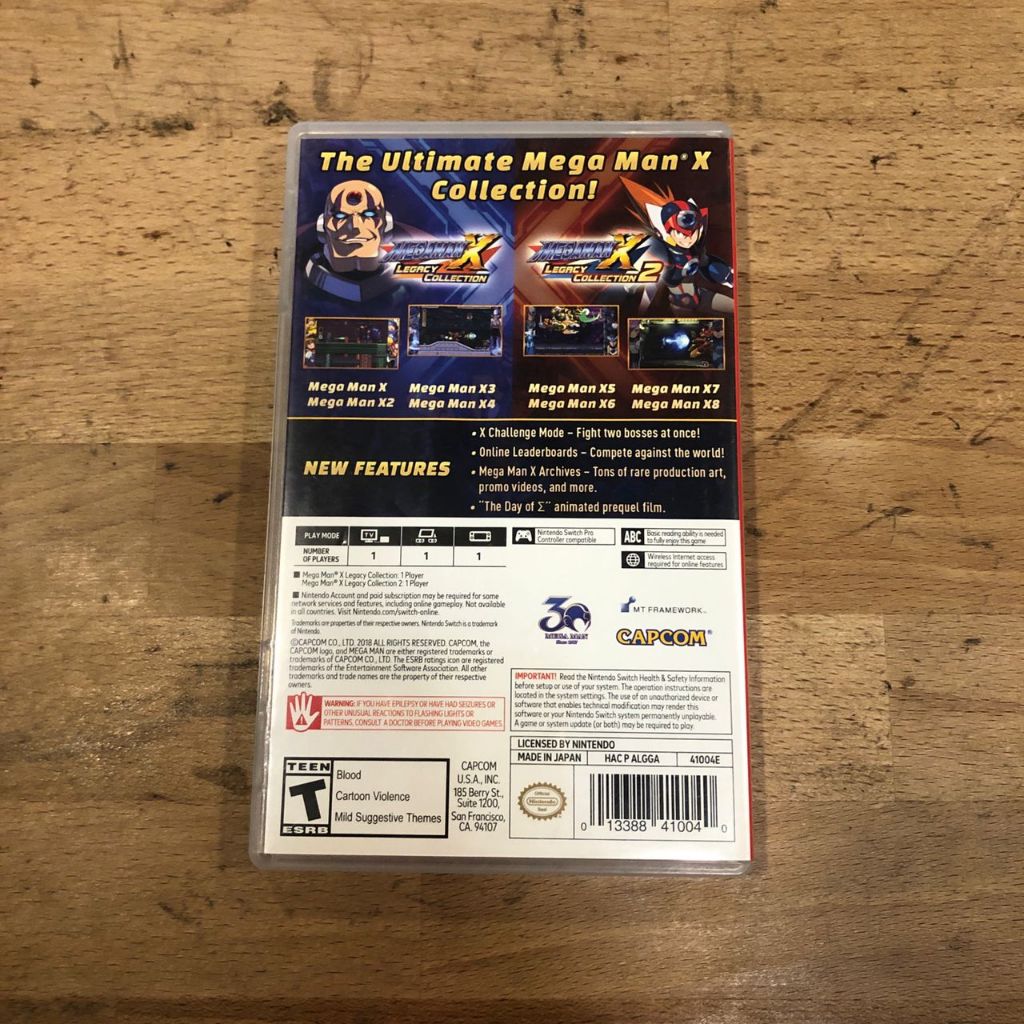 The Ultimate Mega Man® X
Collection!
MEGAMAN X
LEGACY
COLLECTION
MEGAMAN X
LEGACY
COLLECTION 2
Mega Man X
Mega Man X2
Mega Man X3
Mega Man X4
Mega Man X5
Mega Man X6
Mega Man X7
Mega Man X8
NEW FEATURES
• X Challenge Mode – Fight two bosses at once!
• Online Leaderboards – Compete against the world!
• Mega Man X Archives – Tons of rare production art,
promo videos, and more.
• "The Day of Σ" animated prequel film.
PLAY MODE
TV
NUMBER
OF PLAYERS
1
1
1
Nintendo Switch Pro
Controller compatible
ABC
Basic reading ability is needed
to fully enjoy this game
Wireless Internet access
required for online features
■ Mega Man® X Legacy Collection: 1 Player
Mega Man® X Legacy Collection 2: 1 Player
■ Nintendo Account and paid subscription may be required for some
network services and features, including online gameplay. Not available
in all countries. Visit Nintendo.com/switch-online.
Trademarks are properties of their respective owners. Nintendo Switch is a trademark
of Nintendo.
©CAPCOM CO., LTD. 2018 ALL RIGHTS RESERVED. CAPCOM, the
CAPCOM logo, and MEGA MAN are either registered trademarks or
trademarks of CAPCOM CO., LTD. The ESRB ratings icon are registered
trademarks of the Entertainment Software Association. All other
trademarks and trade names are the property of their respective
owners.
30
MEGA MAN
Since 1987
MT FRAMEWORK™
CAPCOM®
WARNING: IF YOU HAVE EPILEPSY OR HAVE HAD SEIZURES OR
OTHER UNUSUAL REACTIONS TO FLASHING LIGHTS OR
PATTERNS, CONSULT A DOCTOR BEFORE PLAYING VIDEO GAMES.
IMPORTANT! Read the Nintendo Switch Health & Safety Information
before setup or use of your system. The operation instructions are
located in the system settings. The use of an unauthorized device or
software that enables technical modification may render this
software or your Nintendo Switch system permanently unplayable.
A game or system update (or both) may be required to play.
LICENSED BY NINTENDO
MADE IN JAPAN
HAC P ALGGA
41004E
TEEN
T
ESRB
Blood
Cartoon Violence
Mild Suggestive Themes
CAPCOM
U.S.A., INC.
185 Berry St.,
Suite 1200,
San Francisco,
CA. 94107
Official
Nintendo
Seal
0 13388 41004 0